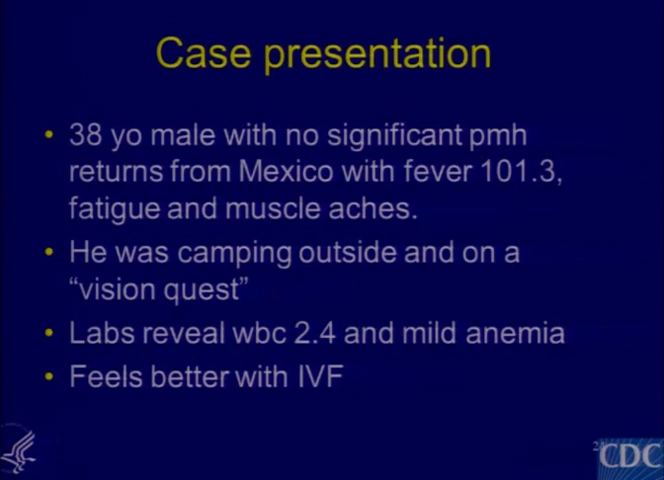 Case presentation
• 38 yo male with no significant pmh
returns from Mexico with fever 101.3,
fatigue and muscle aches.
• He was camping outside and on a
"vision quest"
• Labs reveal wbc 2.4 and mild anemia
• Feels better with IVF
CDC